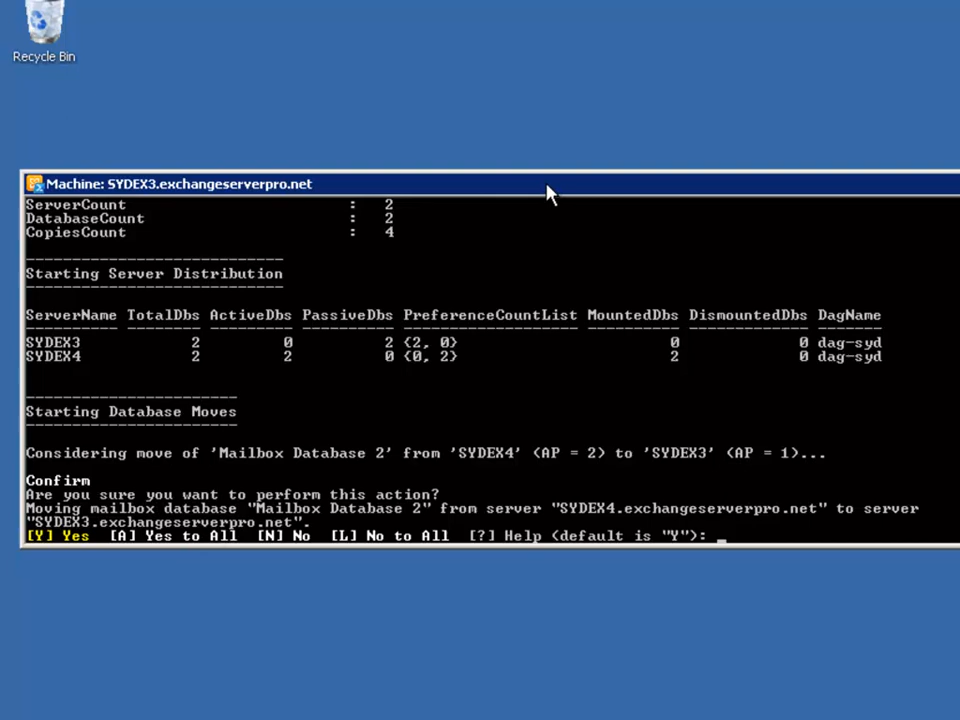 Recycle Bin
Machine: SYDEX3.exchangeserverpro.net
ServerCount : 2
DatabaseCount : 2
CopiesCount : 4
----------------------------
Starting Server Distribution
----------------------------
ServerName TotalDbs ActiveDbs PassiveDbs PreferenceCountList MountedDbs DismountedDbs DagName
---------- -------- --------- ---------- ------------------- ---------- ------------- -------
SYDEX3 2 0 2 {2, 0} 0 0 dag-syd
SYDEX4 2 2 0 {0, 2} 2 0 dag-syd
-----------------------
Starting Database Moves
-----------------------
Considering move of 'Mailbox Database 2' from 'SYDEX4' (AP = 2) to 'SYDEX3' (AP = 1)...
Confirm
Are you sure you want to perform this action?
Moving mailbox database "Mailbox Database 2" from server "SYDEX4.exchangeserverpro.net" to server
"SYDEX3.exchangeserverpro.net".
[Y] Yes [A] Yes to All [N] No [L] No to All [?] Help (default is "Y"): _